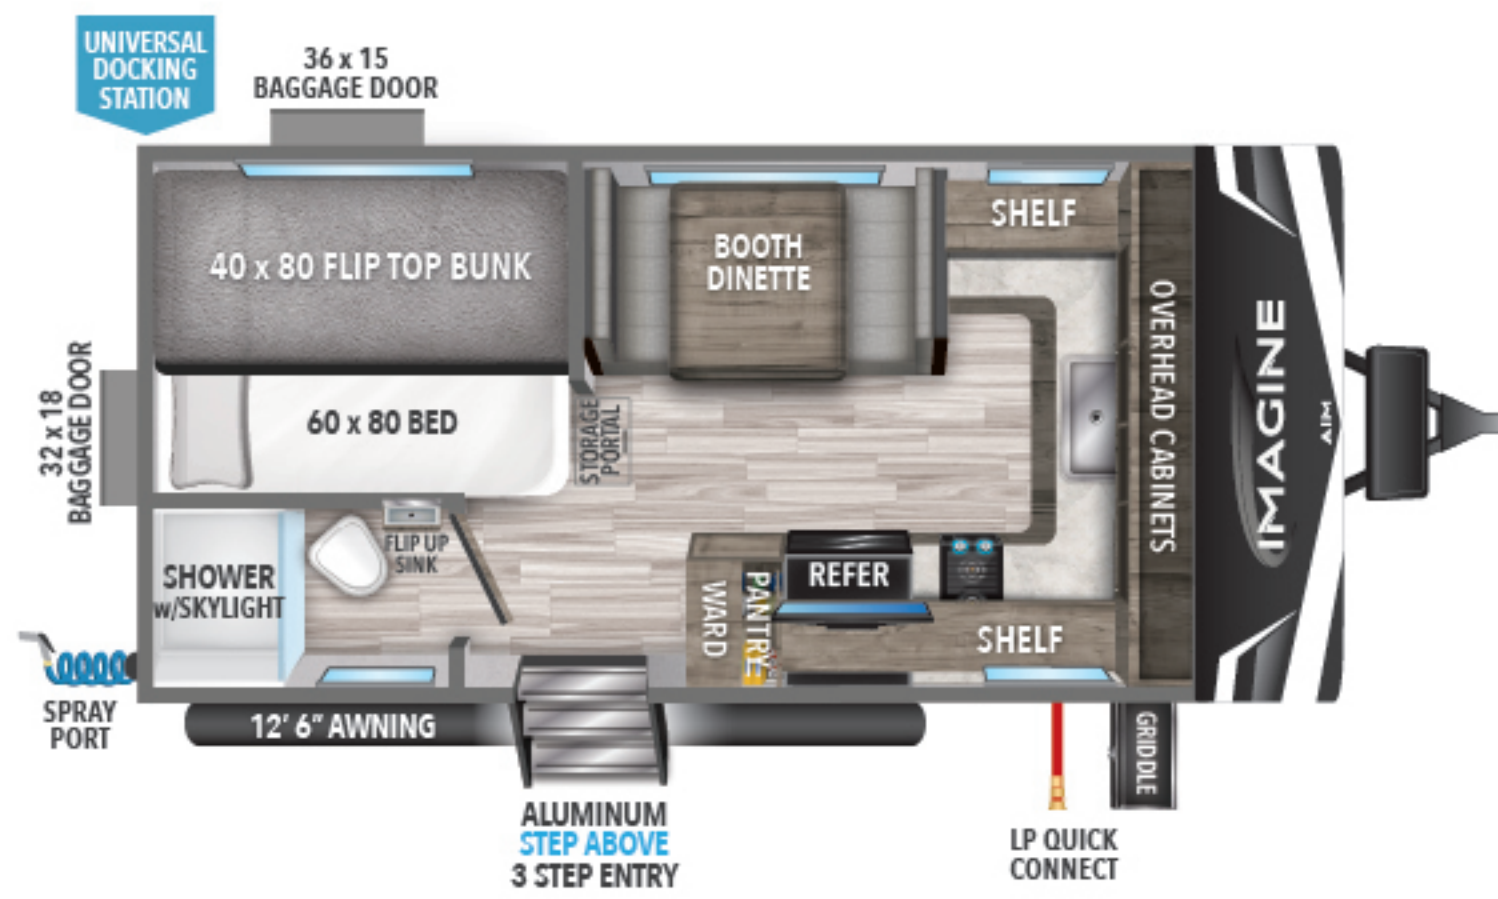 UNIVERSAL
DOCKING
STATION
36 x 15
BAGGAGE DOOR
40 x 80 FLIP TOP BUNK
BOOTH
DINETTE
SHELF
OVERHEAD CABINETS
IMAGINE
AIM
32 x 18
BAGGAGE DOOR
60 x 80 BED
STORAGE
PORTAL
SHOWER
w/SKYLIGHT
FLIP UP
SINK
WARD
PANTRY
REFER
SHELF
SPRAY
PORT
12’ 6” AWNING
ALUMINUM
STEP ABOVE
3 STEP ENTRY
LP QUICK
CONNECT
GRIDDLE